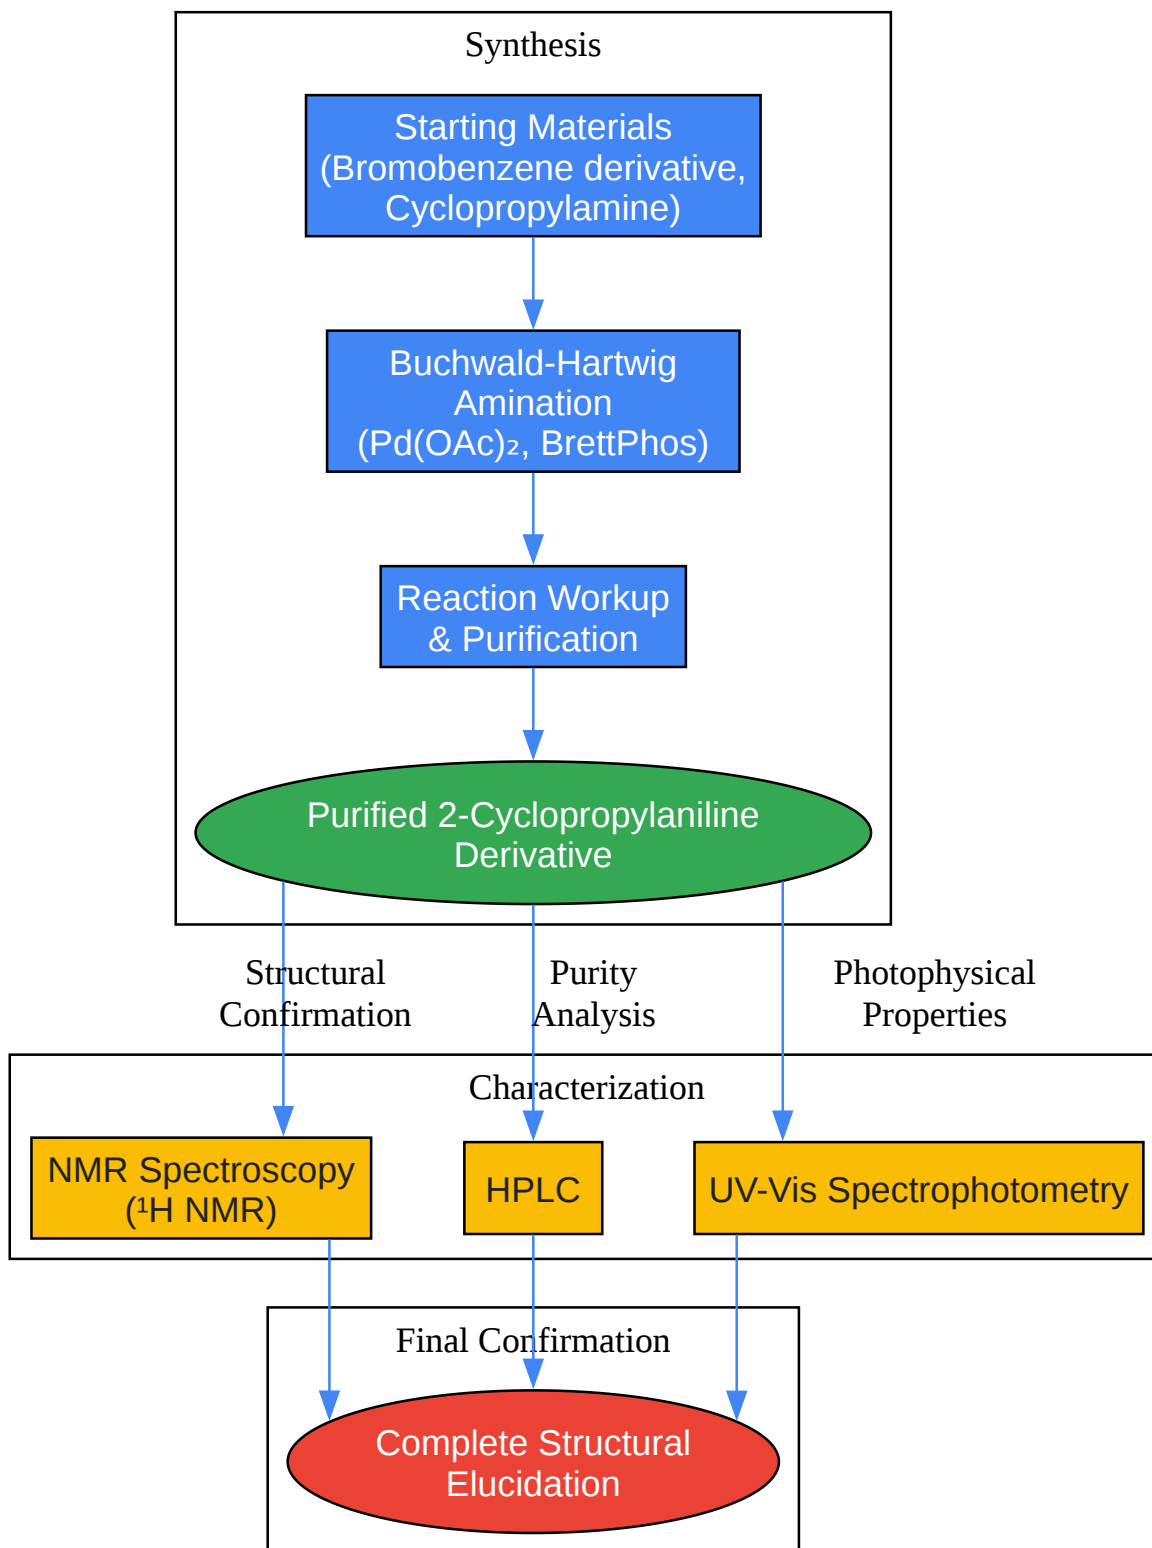 Synthesis
Starting Materials
(Bromobenzene derivative,
Cyclopropylamine)
Buchwald-Hartwig
Amination
(Pd(OAc)₂, BrettPhos)
Reaction Workup
& Purification
Purified 2-Cyclopropylaniline
Derivative
Structural
Confirmation
Purity
Analysis
Photophysical
Properties
Characterization
NMR Spectroscopy
(¹H NMR)
HPLC
UV-Vis Spectrophotometry
Final Confirmation
Complete Structural
Elucidation